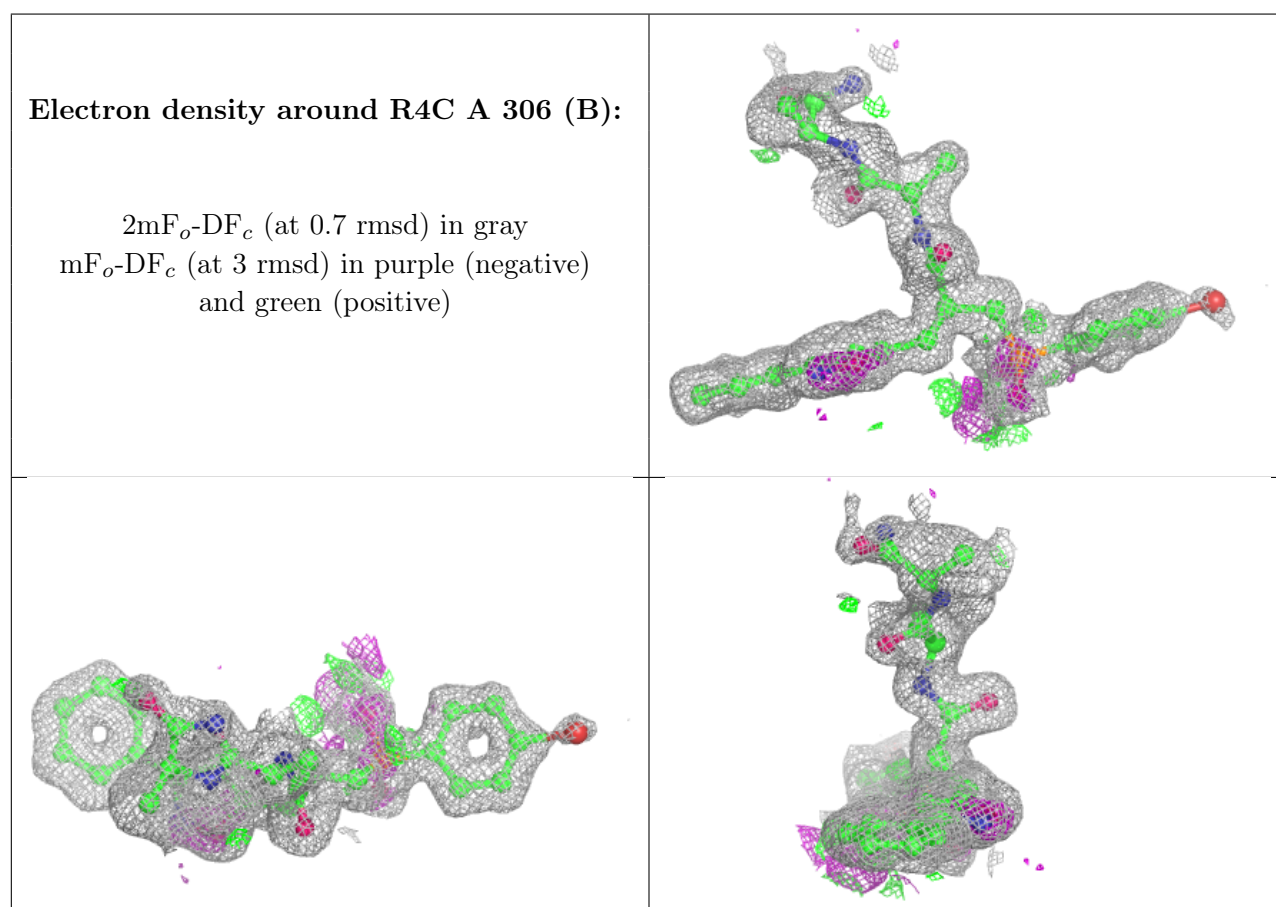 Electron density around R4C A 306 (B):
2mFo-DFc (at 0.7 rmsd) in gray
mFo-DFc (at 3 rmsd) in purple (negative)
and green (positive)